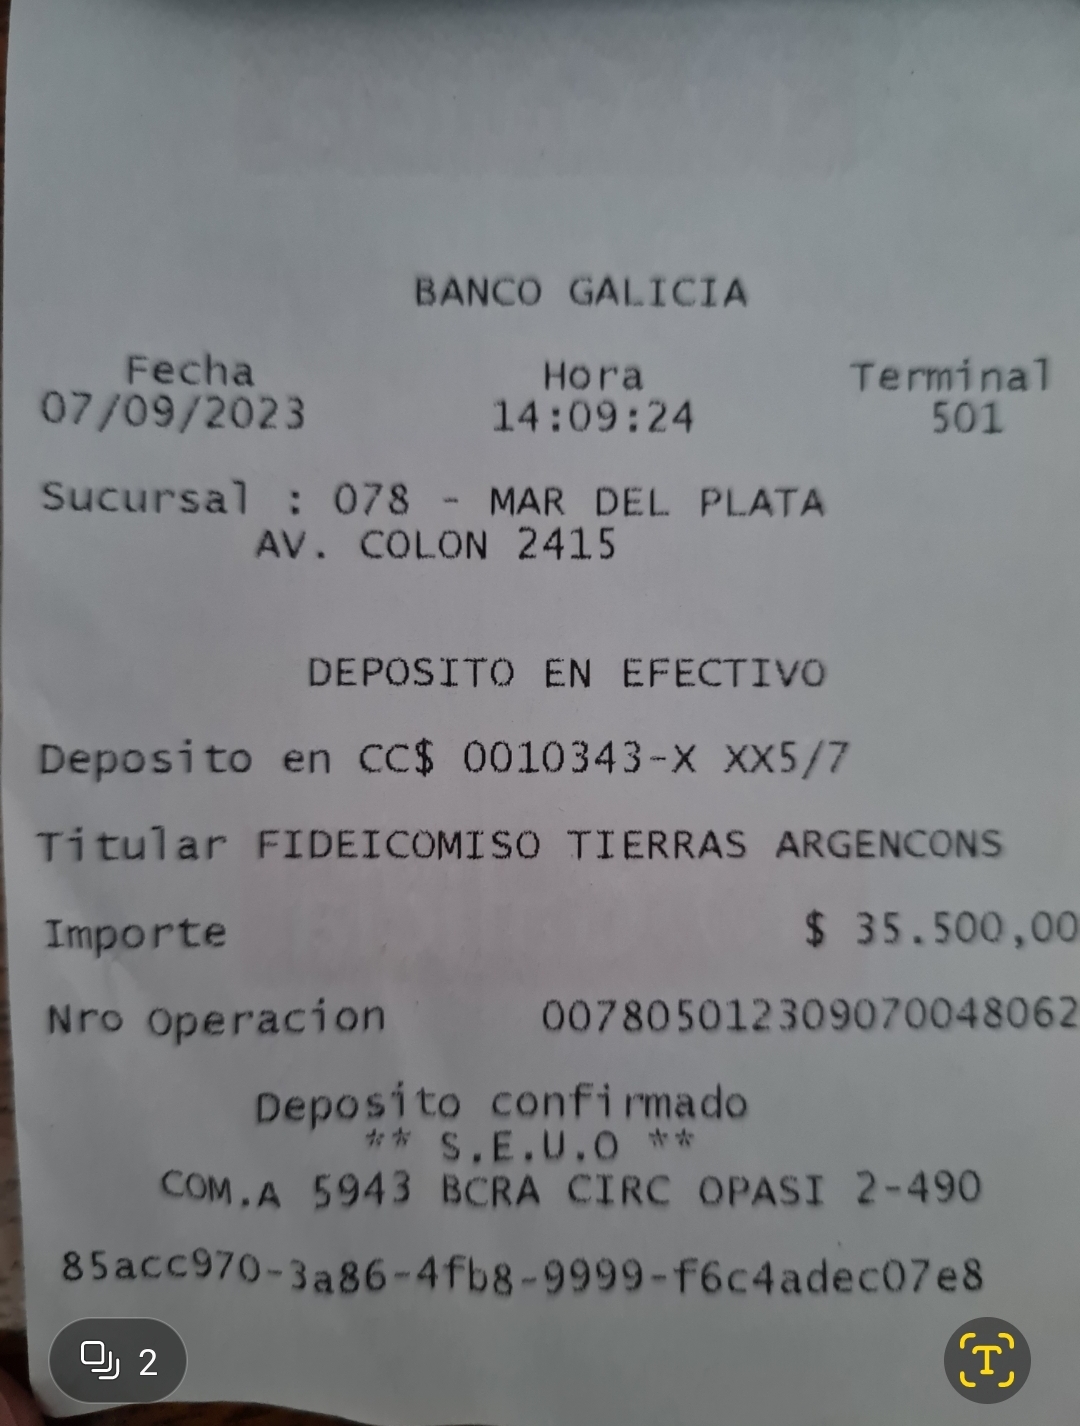 BANCO GALICIA
Fecha Hora Terminal
07/09/2023 14:09:24 501
Sucursal : 078 - MAR DEL PLATA
AV. COLON 2415
DEPOSITO EN EFECTIVO
Deposito en CC$ 0010343-X XX5/7
Titular FIDEICOMISO TIERRAS ARGENCONS
Importe $ 35.500,00
Nro Operacion 007805012309070048062
Deposito confirmado
** S.E.U.O **
COM.A 5943 BCRA CIRC OPASI 2-490
85acc970-3a86-4fb8-9999-f6c4adec07e8
2